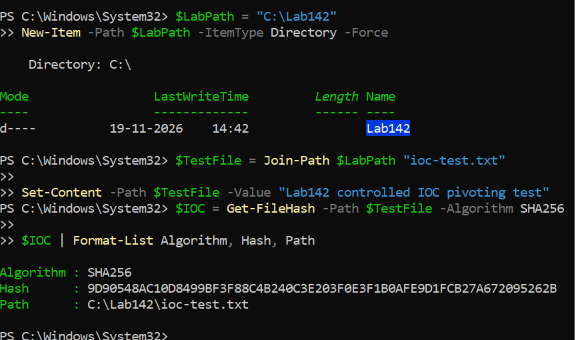 PS C:\Windows\System32> $LabPath = "C:\Lab142"
>> New-Item -Path $LabPath -ItemType Directory -Force
Directory: C:\
Mode LastWriteTime Length Name
---- ------------- ------ ----
d---- 19-11-2026 14:42 Lab142
PS C:\Windows\System32> $TestFile = Join-Path $LabPath "ioc-test.txt"
>>
>> Set-Content -Path $TestFile -Value "Lab142 controlled IOC pivoting test"
PS C:\Windows\System32> $IOC = Get-FileHash -Path $TestFile -Algorithm SHA256
>>
>> $IOC | Format-List Algorithm, Hash, Path
Algorithm : SHA256
Hash : 9D90548AC10D8499BF3F88C4B240C3E203F0E3F1B0AFE9D1FCB27A672095262B
Path : C:\Lab142\ioc-test.txt
PS C:\Windows\System32>